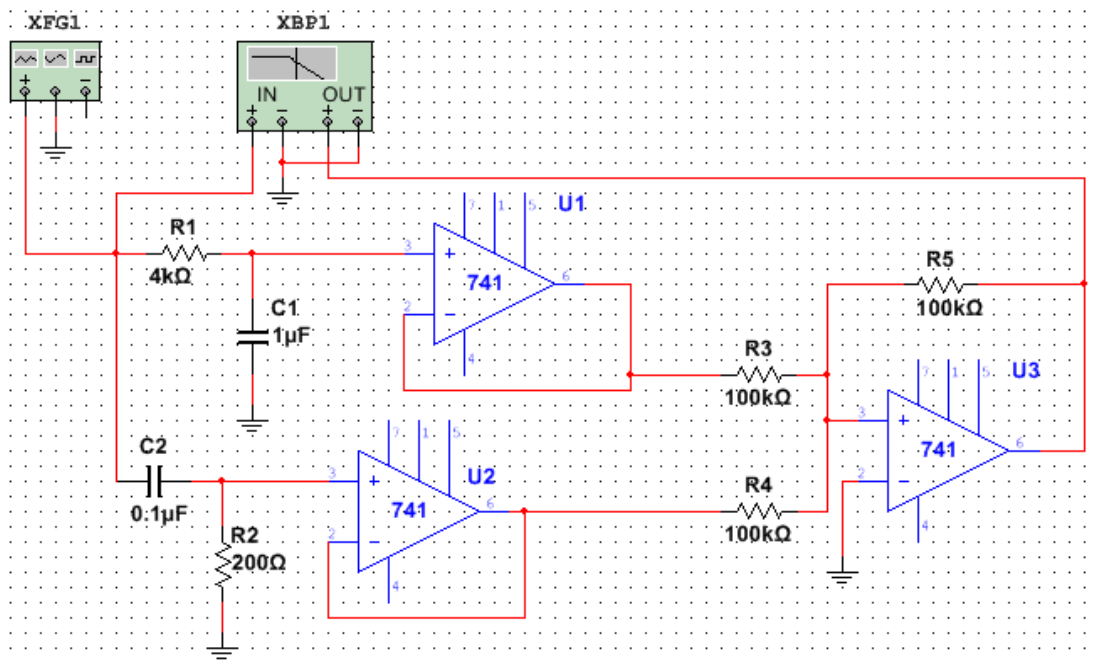 XFG1
XBP1
+ −
IN OUT
+ − + −
R1
4kΩ
C1
1µF
3
2
+
−
741
7
1
5
4
6
U1
C2
0.1µF
R2
200Ω
3
2
+
−
741
7
1
5
4
6
U2
R3
100kΩ
R4
100kΩ
R5
100kΩ
3
2
+
−
741
7
1
5
4
6
U3